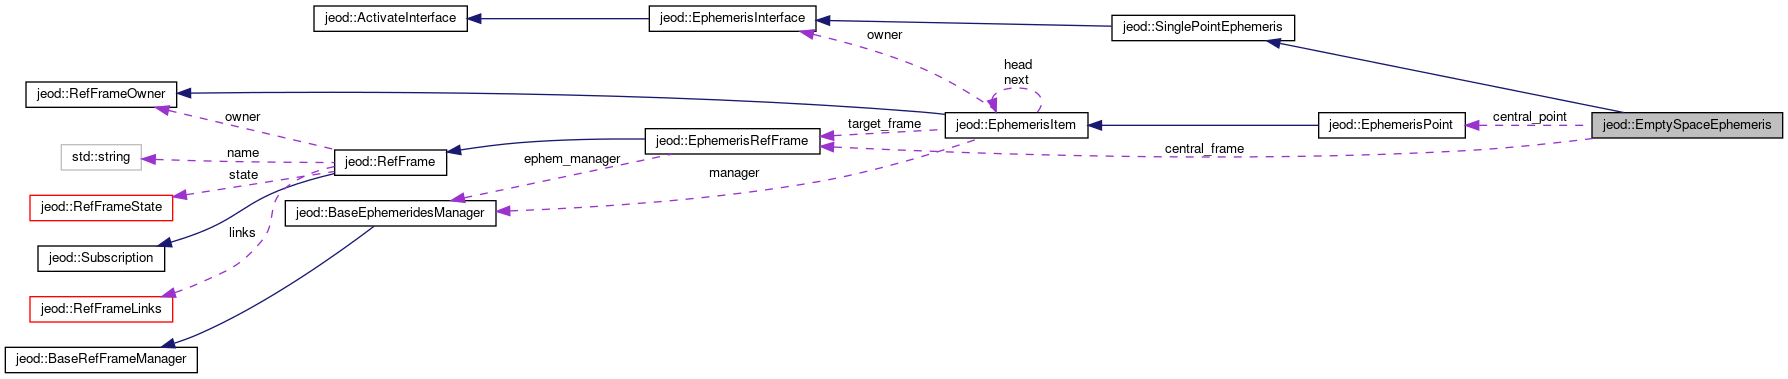 jeod::ActivateInterface
jeod::EphemerisInterface
jeod::SinglePointEphemeris
owner
head
next
jeod::RefFrameOwner
owner
target_frame
jeod::EphemerisItem
jeod::EphemerisPoint
central_point
jeod::EmptySpaceEphemeris
std::string
name
jeod::RefFrame
ephem_manager
jeod::EphemerisRefFrame
central_frame
state
manager
jeod::RefFrameState
jeod::BaseEphemeridesManager
links
jeod::Subscription
jeod::RefFrameLinks
jeod::BaseRefFrameManager